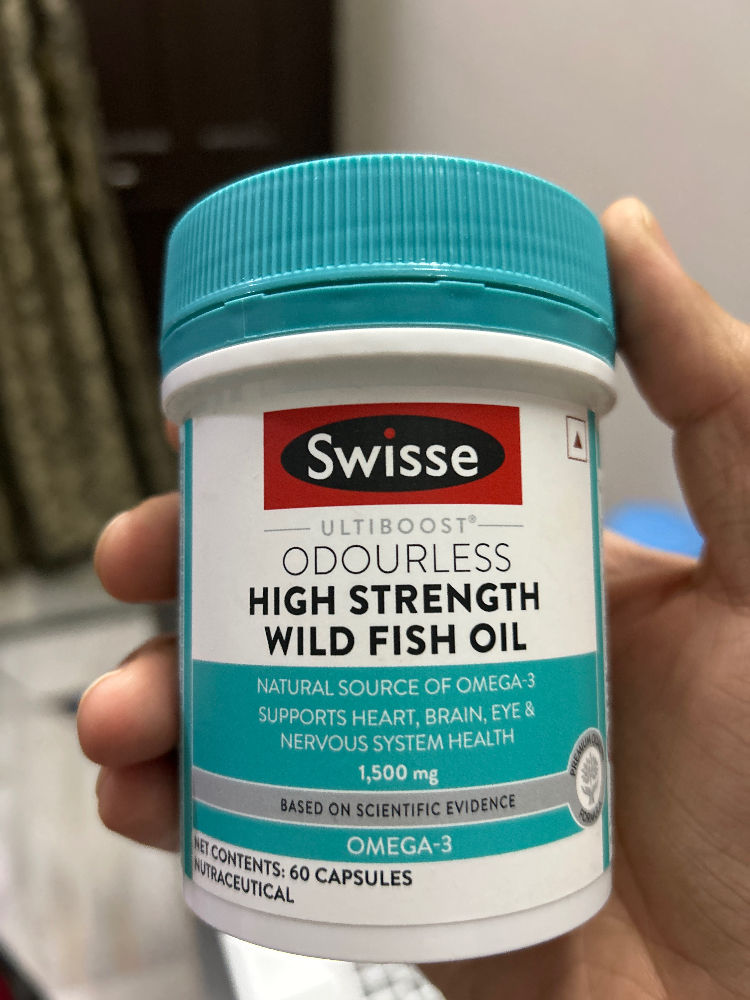 Swisse
ULTIBOOST®
ODOURLESS
HIGH STRENGTH
WILD FISH OIL
NATURAL SOURCE OF OMEGA-3
SUPPORTS HEART, BRAIN, EYE &
NERVOUS SYSTEM HEALTH
1,500 mg
BASED ON SCIENTIFIC EVIDENCE
PREMIUM
OMEGA-3
NET CONTENTS: 60 CAPSULES
NUTRACEUTICAL